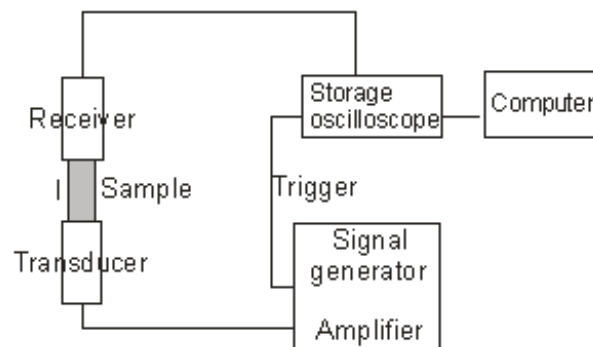 Receiver
Storage
oscilloscope
Computer
l Sample
Trigger
Transducer
Signal
generator
Amplifier